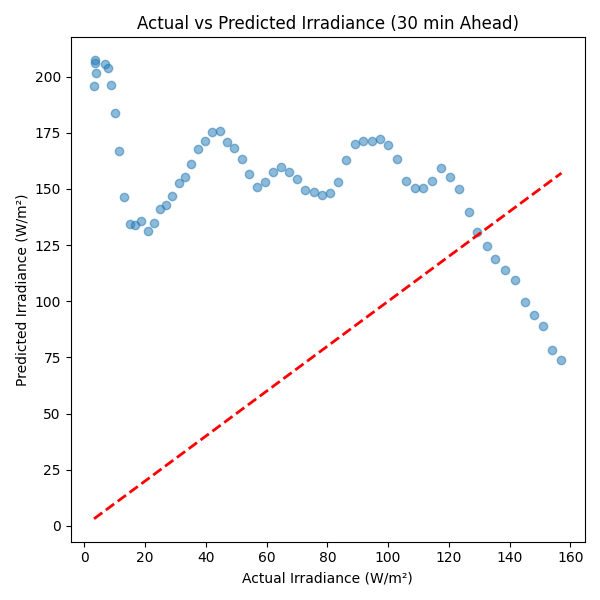 Actual vs Predicted Irradiance (30 min Ahead)
Predicted Irradiance (W/m²)
200
175
150
125
100
75
50
25
0
0 20 40 60 80 100 120 140 160
Actual Irradiance (W/m²)